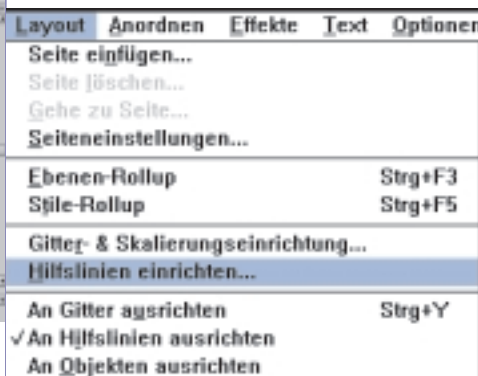 Layout Anordnen Effekte Text Optionen
Seite einfügen...
Seite löschen...
Gehe zu Seite...
Seiteneinstellungen...
Ebenen-Rollup Strg+F3
Stile-Rollup Strg+F5
Gitter- & Skalierungseinrichtung...
Hilfslinien einrichten...
An Gitter ausrichten Strg+Y
√ An Hilfslinien ausrichten
An Objekten ausrichten